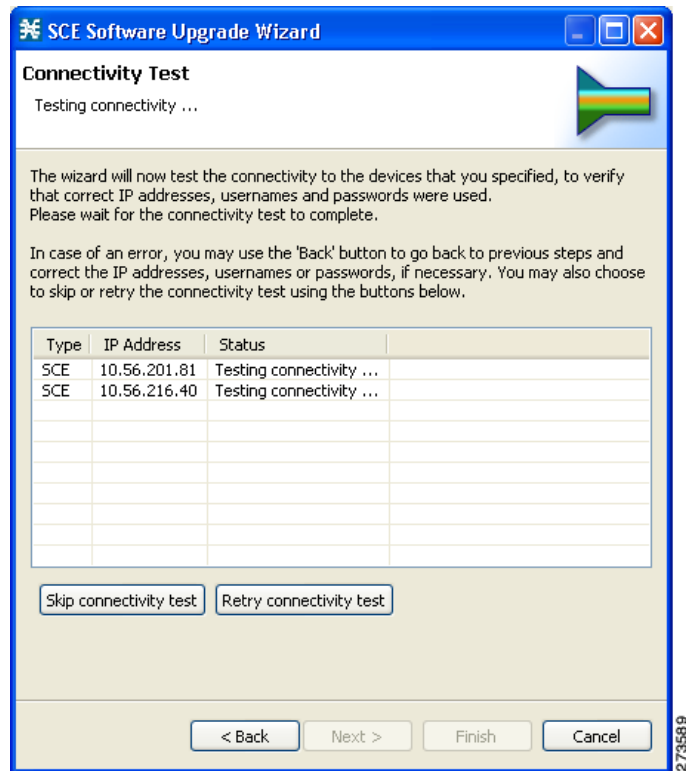 SCE Software Upgrade Wizard
Connectivity Test
Testing connectivity ...
The wizard will now test the connectivity to the devices that you specified, to verify
that correct IP addresses, usernames and passwords were used.
Please wait for the connectivity test to complete.
In case of an error, you may use the 'Back' button to go back to previous steps and
correct the IP addresses, usernames or passwords, if necessary. You may also choose
to skip or retry the connectivity test using the buttons below.
Type IP Address Status
SCE 10.56.201.81 Testing connectivity ...
SCE 10.56.216.40 Testing connectivity ...
Skip connectivity test Retry connectivity test
< Back Next > Finish Cancel
273589